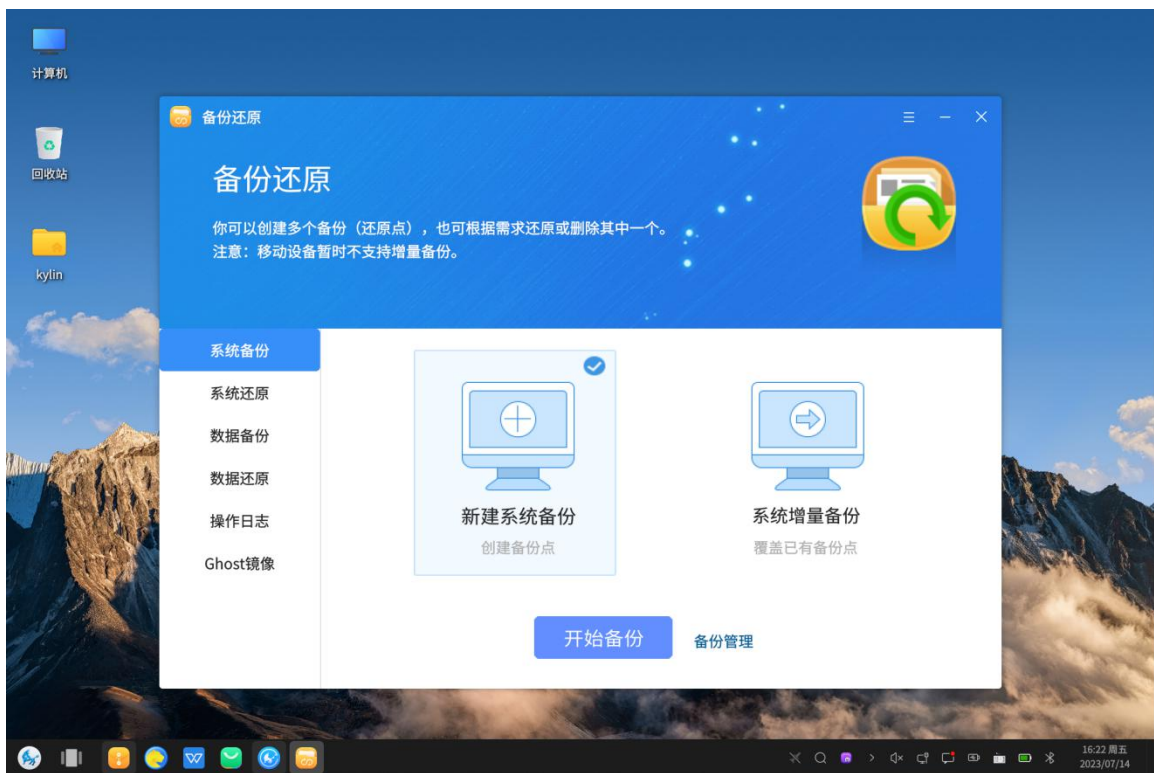 计算机
回收站
kylin
备份还原
备份还原
你可以创建多个备份（还原点），也可根据需求还原或删除其中一个。
注意：移动设备暂时不支持增量备份。
系统备份
系统还原
数据备份
数据还原
操作日志
Ghost镜像
新建系统备份
创建备份点
系统增量备份
覆盖已有备份点
开始备份
备份管理
16:22 周五
2023/07/14